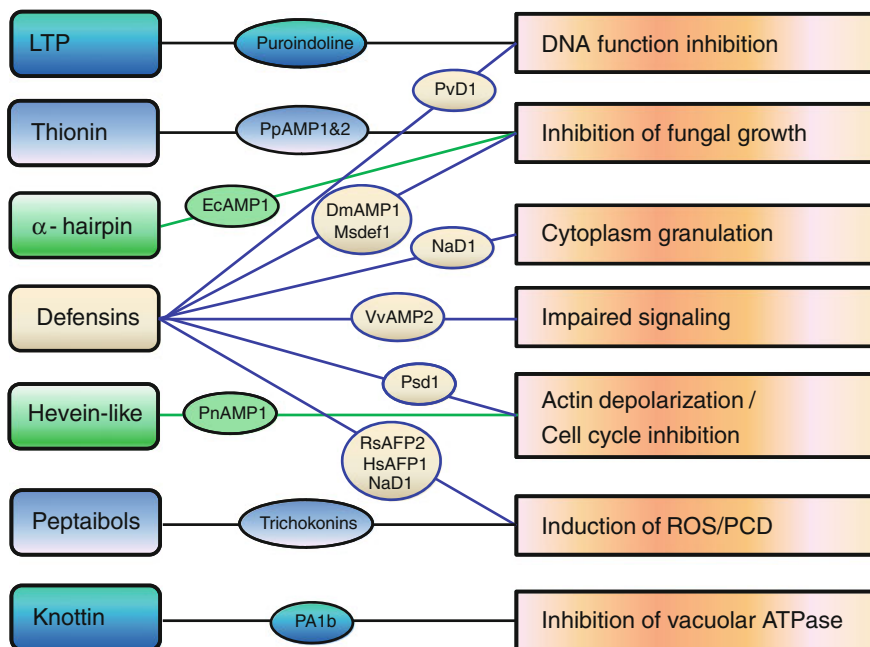 LTP
Puroindoline
DNA function inhibition
PvD1
Thionin
PpAMP1&2
Inhibition of fungal growth
EcAMP1
α- hairpin
DmAMP1
Msdef1
NaD1
Cytoplasm granulation
Defensins
VvAMP2
Impaired signaling
Psd1
Hevein-like
PnAMP1
Actin depolarization /
Cell cycle inhibition
RsAFP2
HsAFP1
NaD1
Peptaibols
Trichokonins
Induction of ROS/PCD
Knottin
PA1b
Inhibition of vacuolar ATPase